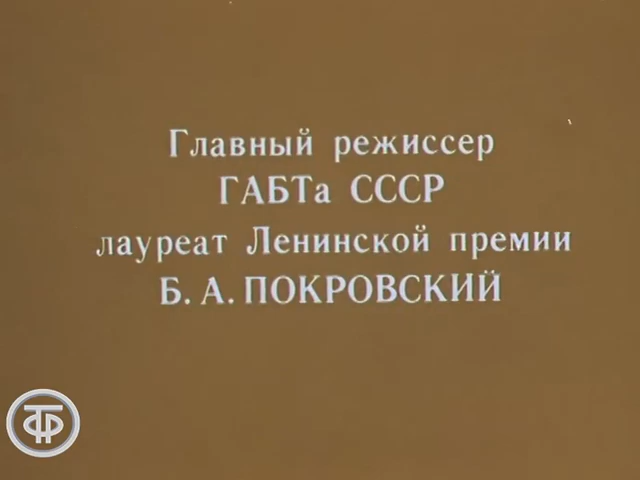 Главный режиссер
ГАБТа СССР
лауреат Ленинской премии
Б. А. ПОКРОВСКИЙ